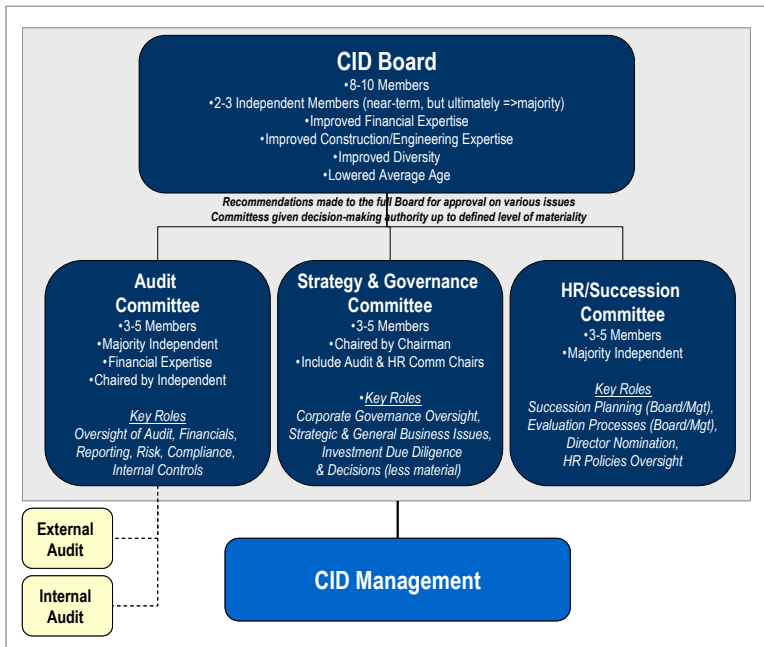 CID Board
•8-10 Members
•2-3 Independent Members (near-term, but ultimately =>majority)
•Improved Financial Expertise
•Improved Construction/Engineering Expertise
•Improved Diversity
•Lowered Average Age
Recommendations made to the full Board for approval on various issues
Committess given decision-making authority up to defined level of materiality
Audit
Committee
•3-5 Members
•Majority Independent
•Financial Expertise
•Chaired by Independent
Key Roles
Oversight of Audit, Financials,
Reporting, Risk, Compliance,
Internal Controls
Strategy & Governance
Committee
•3-5 Members
•Chaired by Chairman
•Include Audit & HR Comm Chairs
•Key Roles
Corporate Governance Oversight,
Strategic & General Business Issues,
Investment Due Diligence
& Decisions (less material)
HR/Succession
Committee
•3-5 Members
•Majority Independent
Key Roles
Succession Planning (Board/Mgt),
Evaluation Processes (Board/Mgt),
Director Nomination,
HR Policies Oversight
External
Audit
Internal
Audit
CID Management